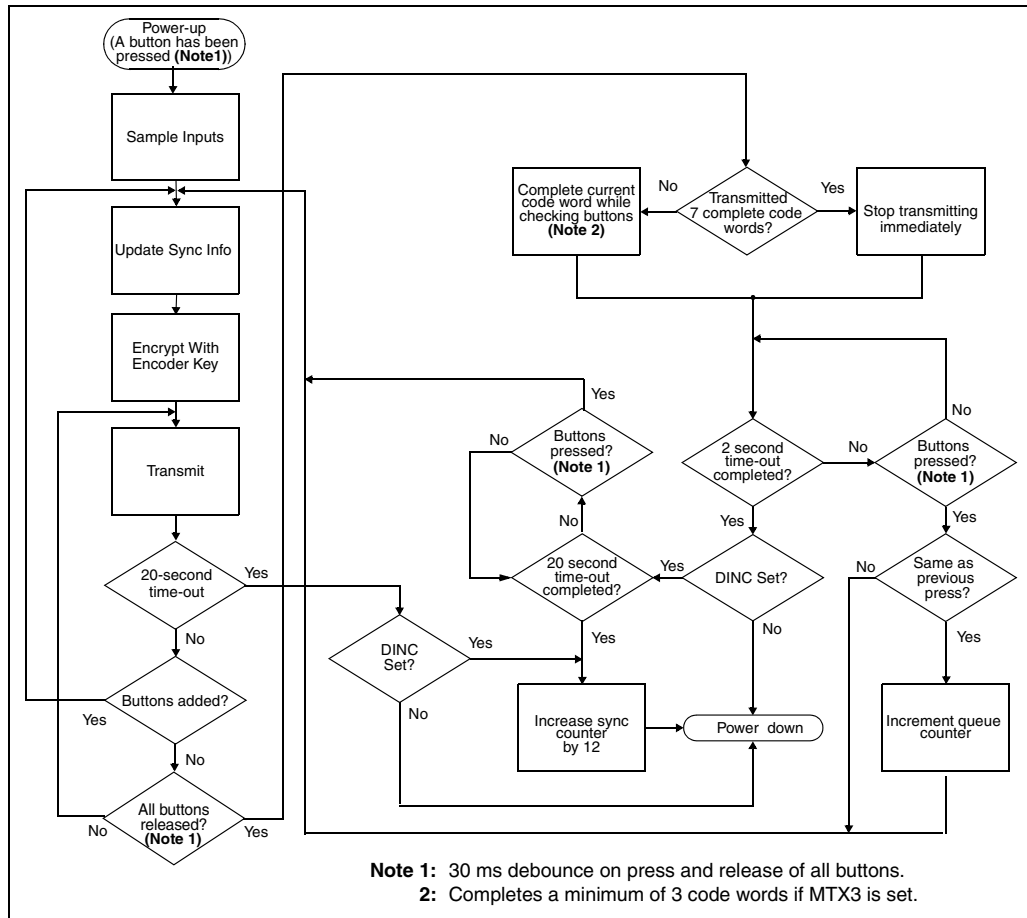 Power-up
(A button has been
pressed (Note1))
Sample Inputs
Update Sync Info
Encrypt With
Encoder Key
Transmit
20-second
time-out
Yes
No
Buttons added?
Yes
No
All buttons
released?
(Note 1)
No
Yes
DINC
Set?
Yes
No
Transmitted
7 complete code
words?
No
Yes
Complete current
code word while
checking buttons
(Note 2)
Stop transmitting
immediately
2 second
time-out
completed?
No
Yes
Buttons
pressed?
(Note 1)
No
Yes
Same as
previous
press?
No
Yes
Increment queue
counter
DINC Set?
Yes
No
20 second
time-out
completed?
No
Yes
Buttons
pressed?
(Note 1)
Yes
No
Increase sync
counter
by 12
Power down
Note 1: 30 ms debounce on press and release of all buttons.
2: Completes a minimum of 3 code words if MTX3 is set.